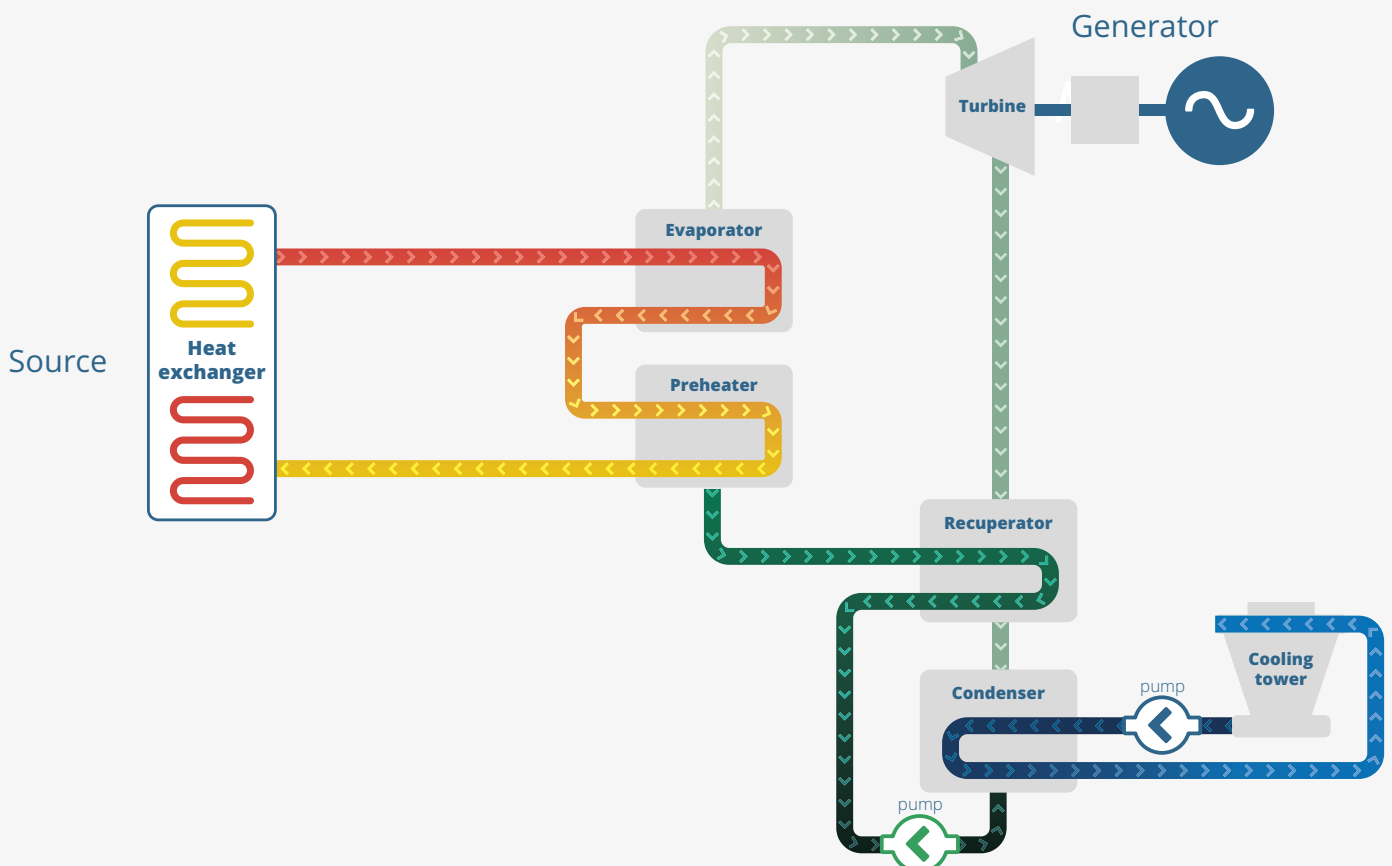 Generator
Turbine
Evaporator
Source
Heat
exchanger
Preheater
Recuperator
Cooling
tower
Condenser
pump
pump